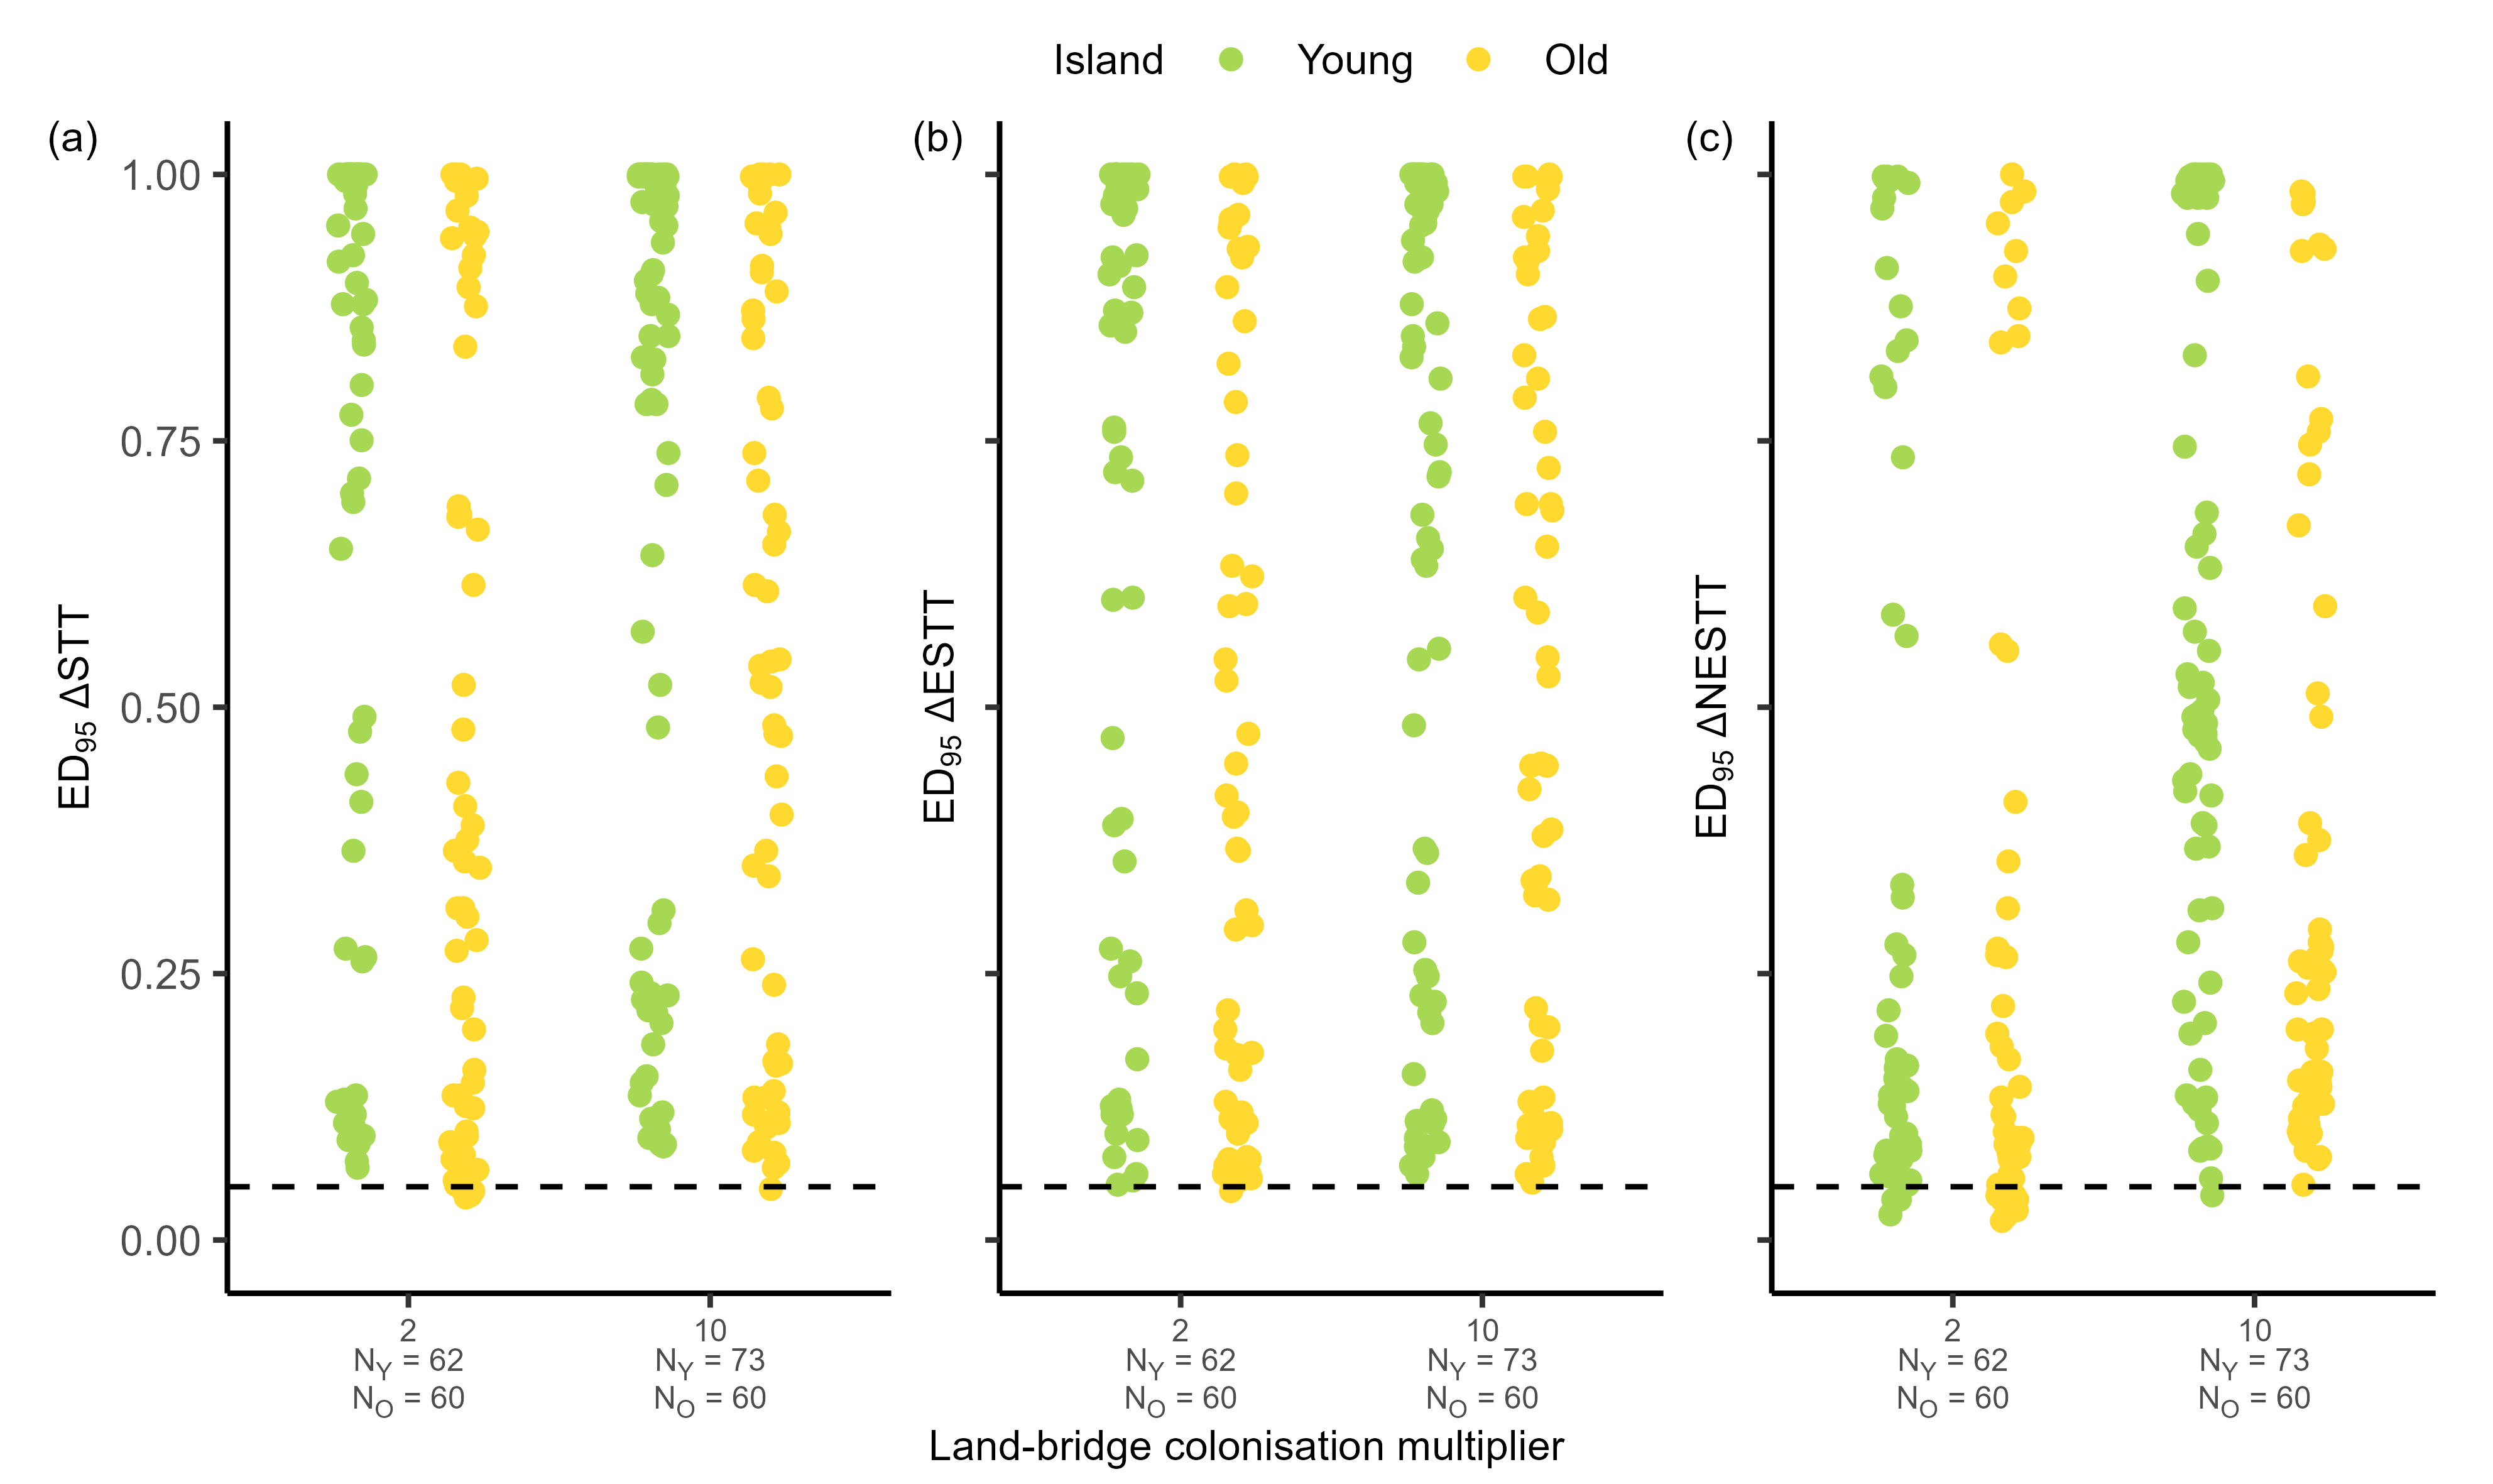 Island Young Old
(a) (b) (c)
1.00
0.75
0.50
0.25
0.00
ED95 ΔSTT
ED95 ΔESTT
ED95 ΔNESTT
2 10 2 10 2 10
NY = 62 NY = 73 NY = 62 NY = 73 NY = 62 NY = 73
NO = 60 NO = 60 NO = 60 NO = 60 NO = 60 NO = 60
Land-bridge colonisation multiplier